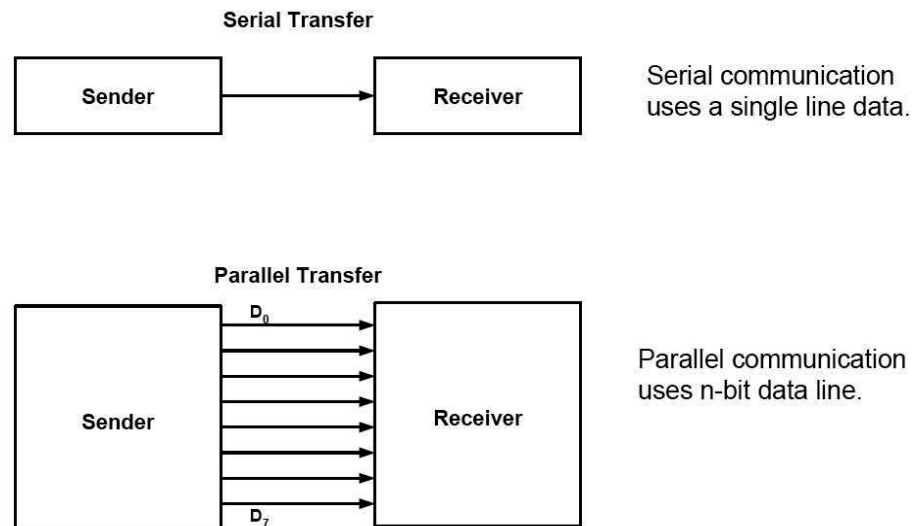 Serial Transfer
Sender
Receiver
Serial communication
uses a single line data.
Parallel Transfer
D0
Sender
Receiver
D7
Parallel communication
uses n-bit data line.